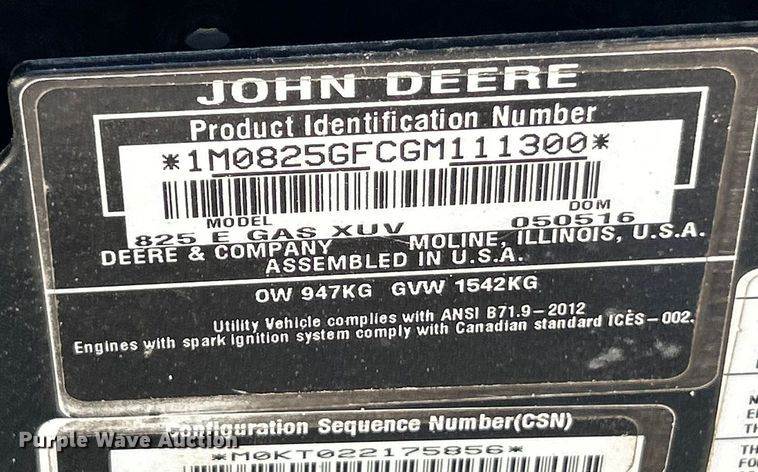 JOHN DEERE
Product Identification Number
*1M0825GFCGM111300*
MODEL DOM
825 E GAS XUV 050516
DEERE & COMPANY MOLINE, ILLINOIS, U.S.A.
ASSEMBLED IN U.S.A.
OW 947KG GVW 1542KG
Utility Vehicle complies with ANSI B71.9-2012
Engines with spark ignition system comply with Canadian standard ICES-002.
Configuration Sequence Number(CSN)
*M0KT022175856*
Purple Wave Auction